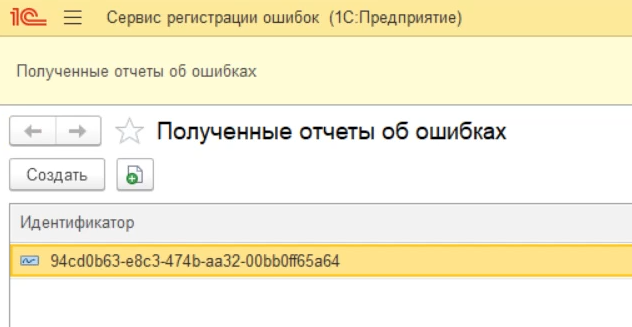 1С Сервис регистрации ошибок (1С:Предприятие)
Полученные отчеты об ошибках
Полученные отчеты об ошибках
Создать
Идентификатор
94cd0b63-e8c3-474b-aa32-00bb0ff65a64